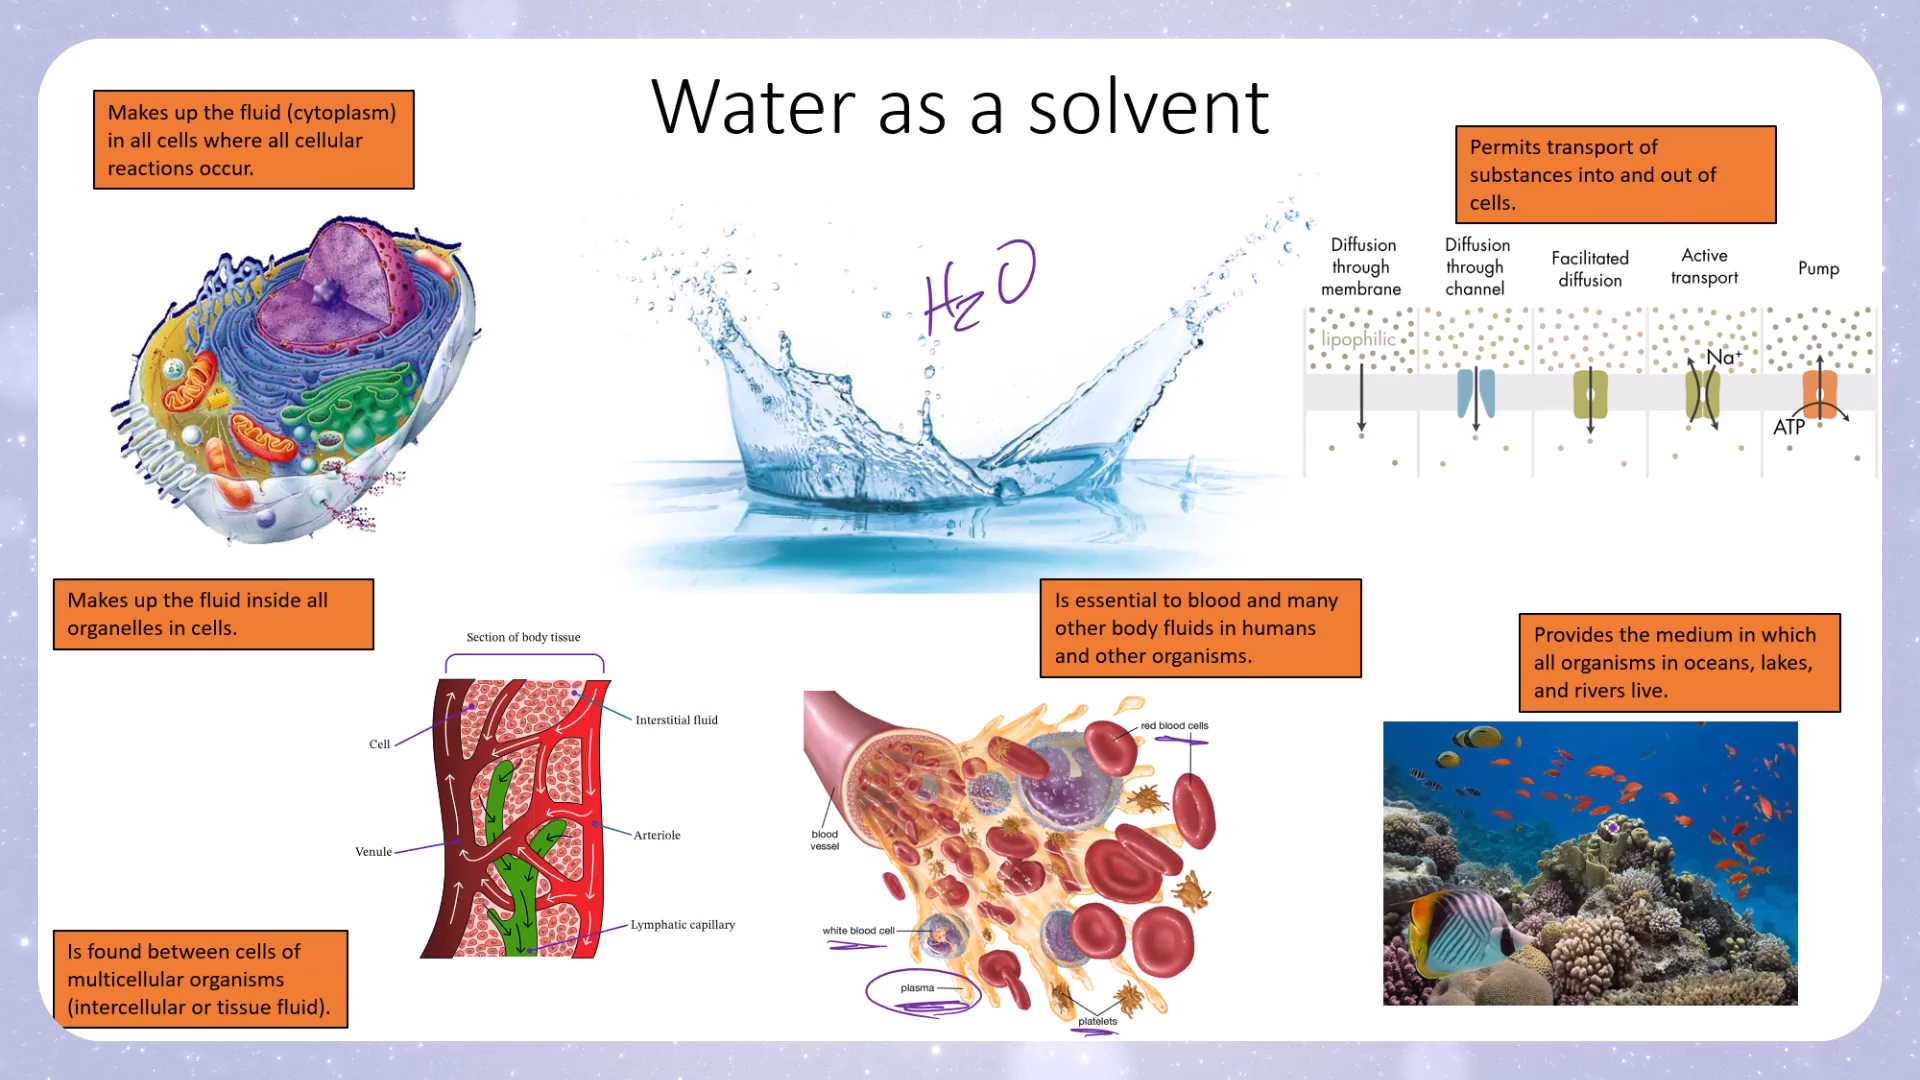 Water as a solvent
Makes up the fluid (cytoplasm)
in all cells where all cellular
reactions occur.
Permits transport of
substances into and out of
cells.
H2O
Diffusion
through
membrane
Diffusion
through
channel
Facilitated
diffusion
Active
transport
Pump
lipophilic
Na⁺
ATP
Makes up the fluid inside all
organelles in cells.
Section of body tissue
Interstitial fluid
Cell
Arteriole
Venule
Lymphatic capillary
Is found between cells of
multicellular organisms
(intercellular or tissue fluid).
Is essential to blood and many
other body fluids in humans
and other organisms.
red blood cells
blood
vessel
white blood cell
plasma
platelets
Provides the medium in which
all organisms in oceans, lakes,
and rivers live.